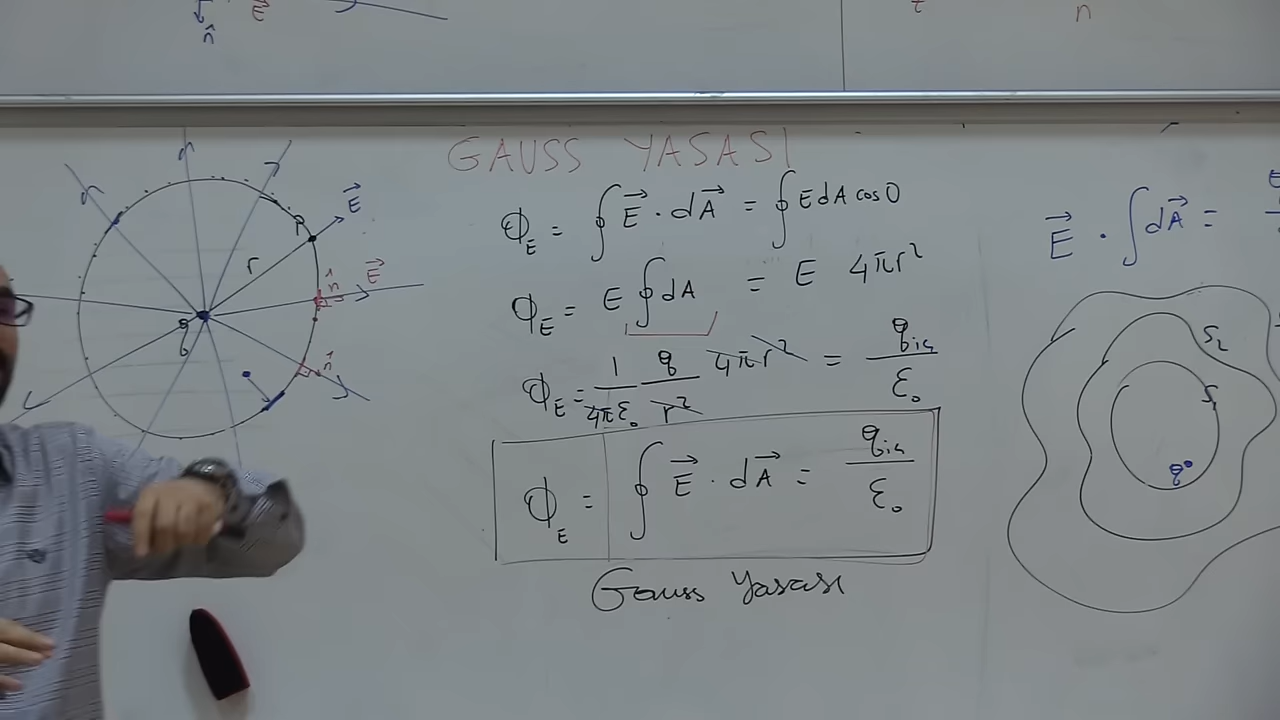 n̂
E⃗
τ
n
GAUSS YASASI
E⃗
P
r
n̂
E⃗
q
n̂
Φ_E = ∮ E⃗ · dA⃗ = ∮ E dA cos 0
Φ_E = E ∮ dA = E 4πr²
Φ_E = 1/4πε₀ q/r² 4πr² = q_iç/ε₀
Φ_E = ∮ E⃗ · dA⃗ = q_iç/ε₀
Gauss Yasası
E⃗ · ∫ dA⃗ =
S₂
S₁
q